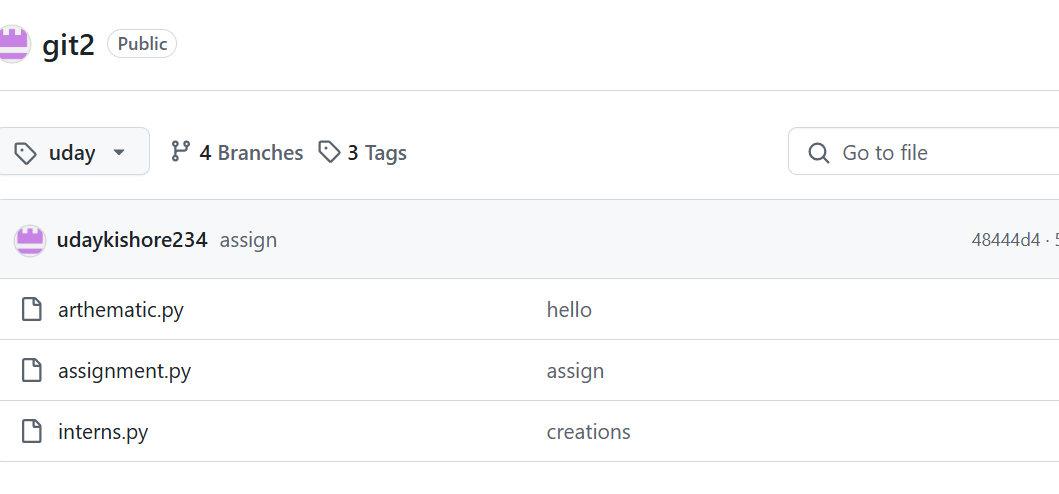 git2 Public
uday 4 Branches 3 Tags Go to file
udaykishore234 assign 48444d4 ·
arthematic.py hello
assignment.py assign
interns.py creations